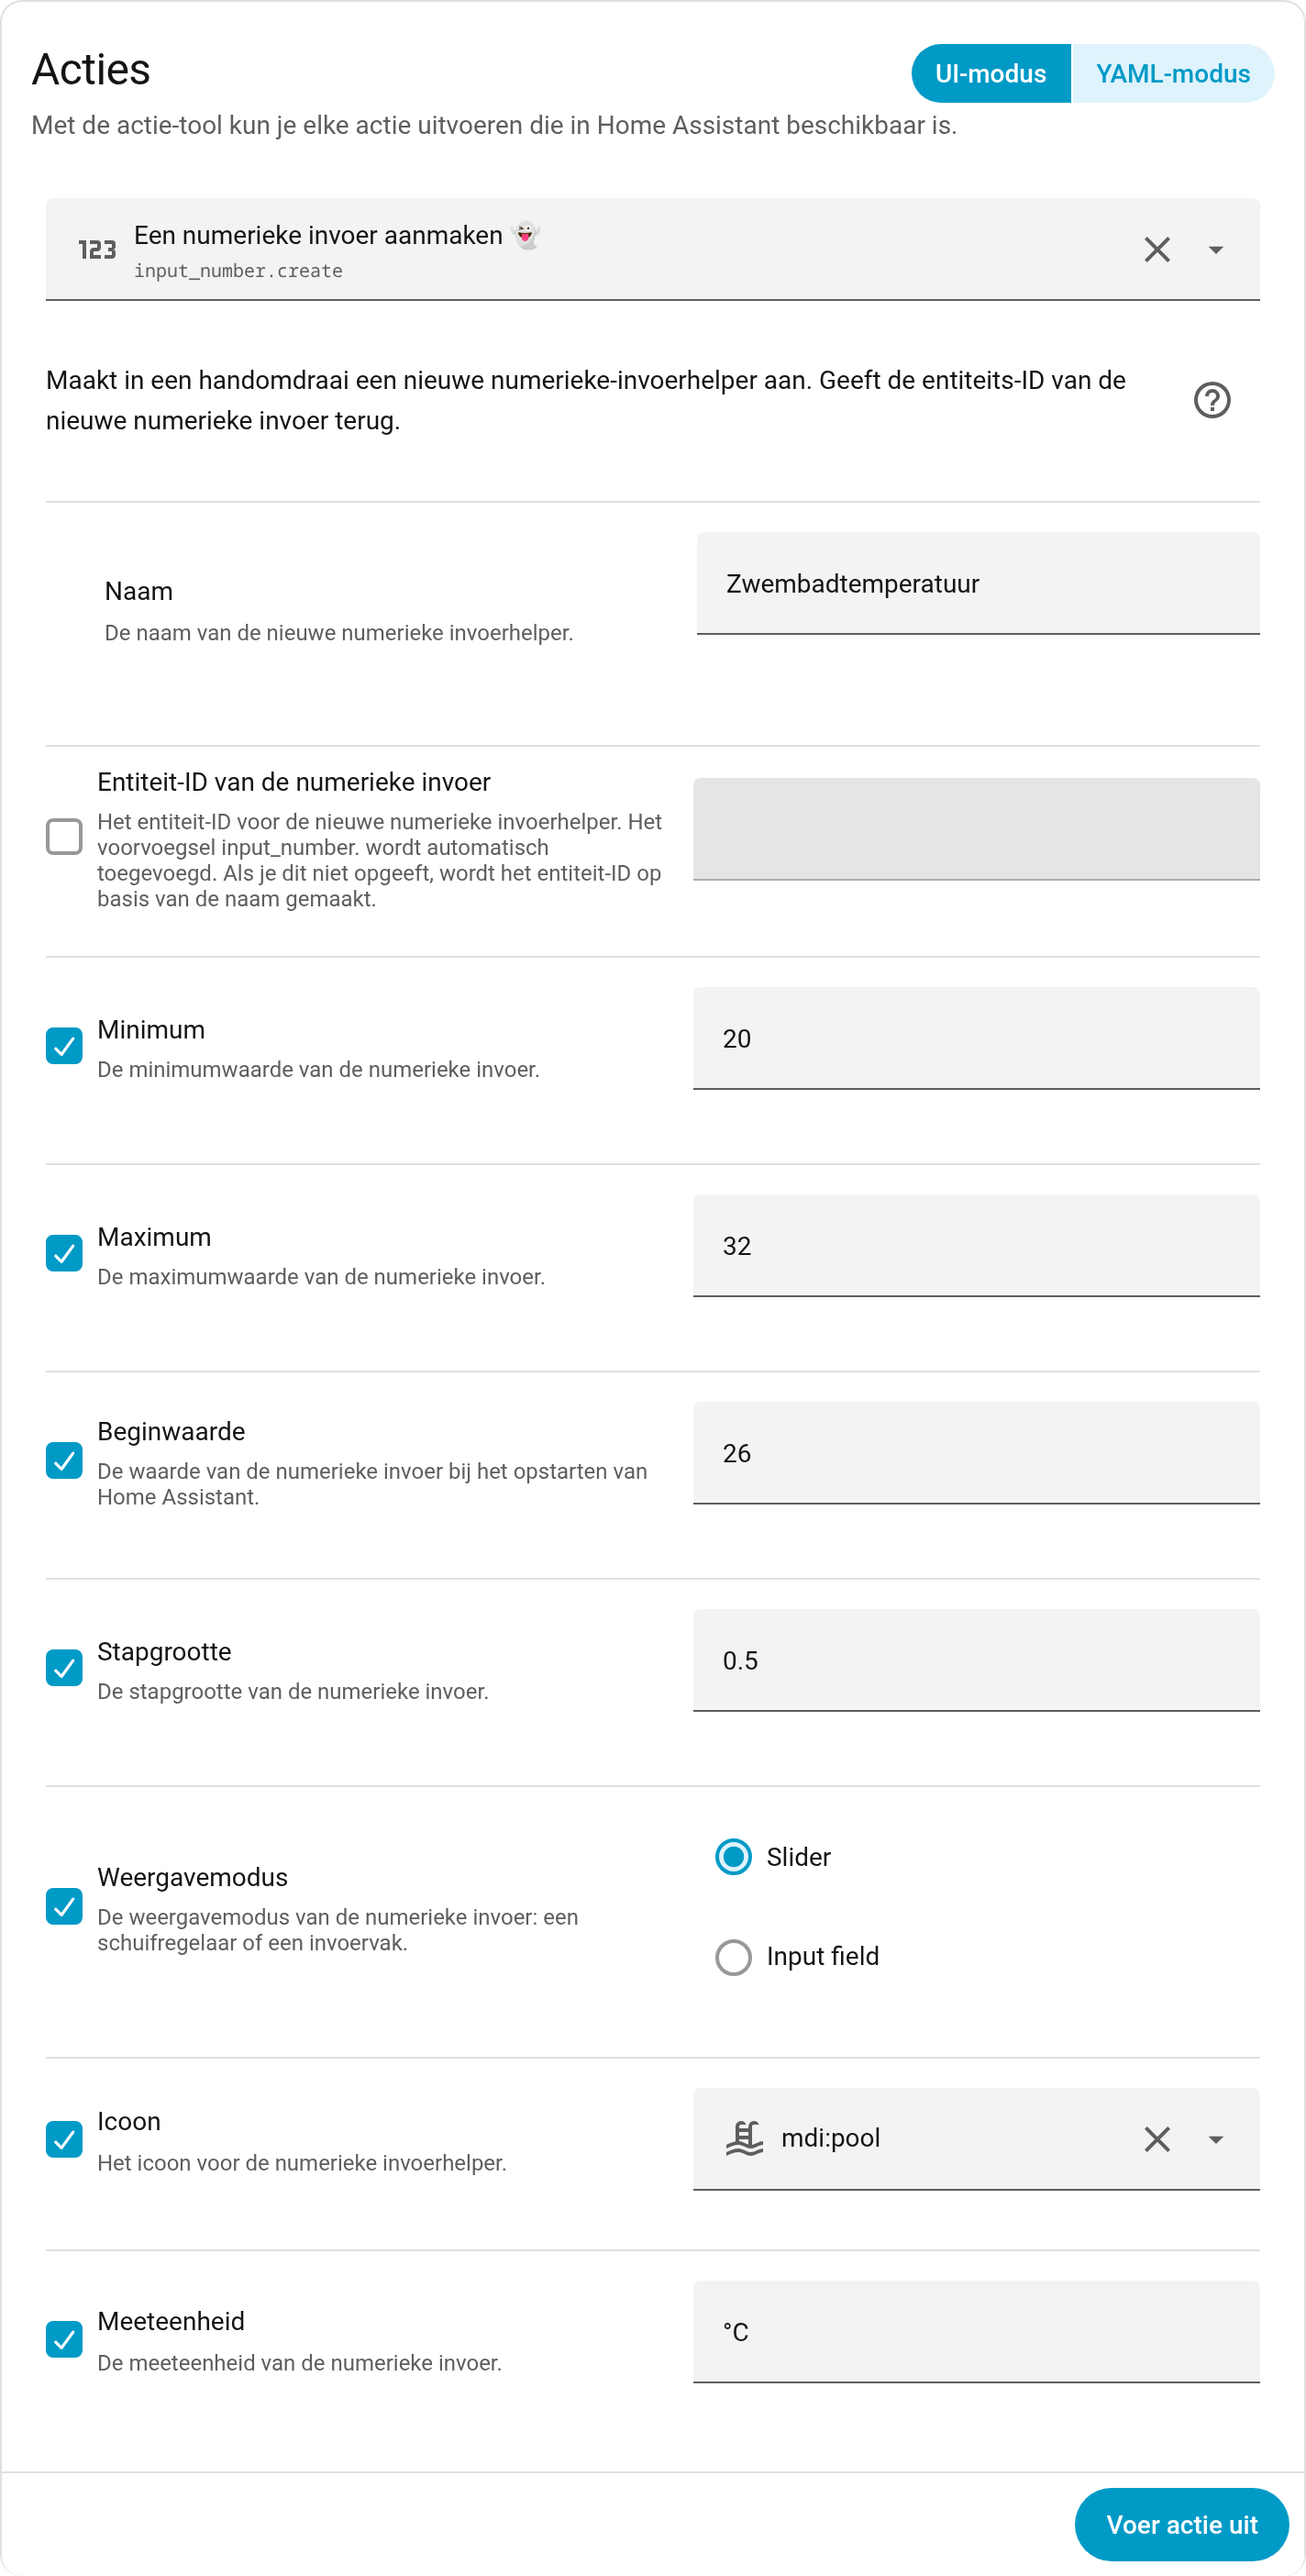 Acties
UI-modus
YAML-modus
Met de actie-tool kun je elke actie uitvoeren die in Home Assistant beschikbaar is.
123
Een numerieke invoer aanmaken 👻
input_number.create
Maakt in een handomdraai een nieuwe numerieke-invoerhelper aan. Geeft de entiteits-ID van de
nieuwe numerieke invoer terug.
Naam
De naam van de nieuwe numerieke invoerhelper.
Zwembadtemperatuur
Entiteit-ID van de numerieke invoer
Het entiteit-ID voor de nieuwe numerieke invoerhelper. Het
voorvoegsel input_number. wordt automatisch
toegevoegd. Als je dit niet opgeeft, wordt het entiteit-ID op
basis van de naam gemaakt.
Minimum
De minimumwaarde van de numerieke invoer.
20
Maximum
De maximumwaarde van de numerieke invoer.
32
Beginwaarde
De waarde van de numerieke invoer bij het opstarten van
Home Assistant.
26
Stapgrootte
De stapgrootte van de numerieke invoer.
0.5
Weergavemodus
De weergavemodus van de numerieke invoer: een
schuifregelaar of een invoervak.
Slider
Input field
Icoon
Het icoon voor de numerieke invoerhelper.
mdi:pool
Meeteenheid
De meeteenheid van de numerieke invoer.
°C
Voer actie uit